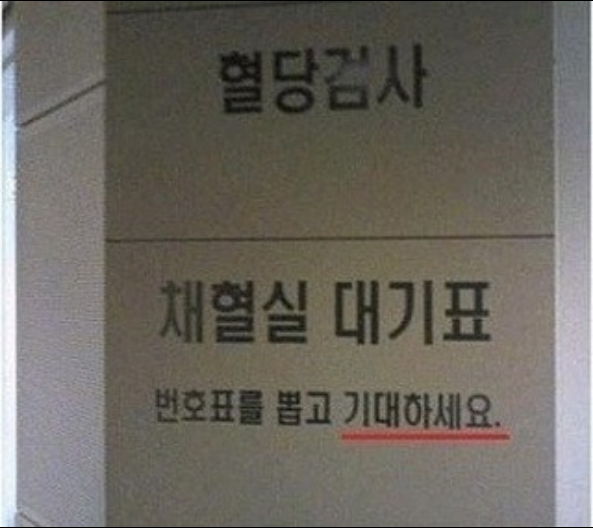 혈당검사
채혈실 대기표
번호표를 뽑고 기대하세요.